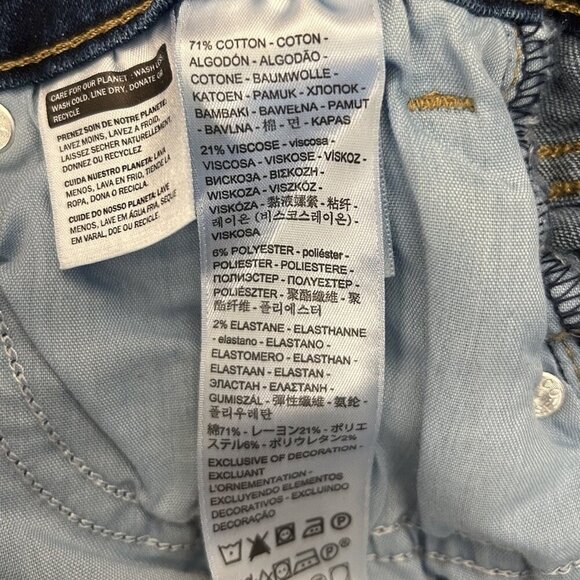 CARE FOR OUR PLANET : WASH LESS,
WASH COLD, LINE DRY, DONATE OR
RECYCLE
PRENEZ SOIN DE NOTRE PLANETE:
LAVEZ MOINS, LAVEZ A FROID,
LAISSEZ SECHER NATURELLEMENT,
DONNEZ OU RECYCLEZ
CUIDA NUESTRO PLANETA: LAVA
MENOS, LAVA EN FRIO, TIENDE LA
ROPA, DONA O RECICLA.
CUIDE DO NOSSO PLANETA: LAVE
MENOS, LAVE EM ÁGUA FRIA, SEQUE
EM VARAL, DOE OU RECICLE.
71% COTTON - COTON -
ALGODÓN - ALGODÃO -
COTONE - BAUMWOLLE -
KATOEN - PAMUK - ХЛОПОК -
BAMBAKI - BAWEŁNA - PAMUT
- BAVLNA - 棉 - 면 - KAPAS
21% VISCOSE - viscosa -
VISCOSA - VISKOSE - VİSKOZ -
ВИСКОЗА - ΒΙΣΚΟΖΗ -
WISKOZA - VISZKÓZ -
VISKÓZA - 黏液嫘縈 - 粘纤 -
레이온 (비스코스레이온) -
VISKOSA
6% POLYESTER - poliéster -
POLIESTER - POLIESTERE -
ПОЛИЭСТЕР - ΠΟΛΥΕΣΤΕΡ -
POLIÉSZTER - 聚酯纖維 - 聚
酯纤维 - 폴리에스터
2% ELASTANE - ELASTHANNE
- elastano - ELASTANO -
ELASTOMERO - ELASTHAN -
ELASTAAN - ELASTAN -
ЭЛАСТАН - ΕΛΑΣΤΑΝΗ -
GUMISZÁL - 彈性纖維 - 氨纶 -
폴리우레탄
綿71% - レーヨン21% - ポリエ
ステル6% - ポリウレタン2%
EXCLUSIVE OF DECORATION -
EXCLUANT
L'ORNEMENTATION -
EXCLUYENDO ELEMENTOS
DECORATIVOS - EXCLUINDO
DECORAÇÃO